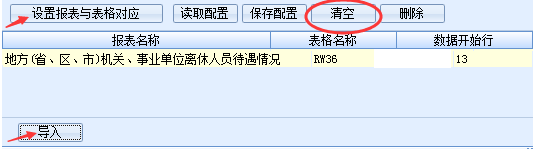 设置报表与表格对应 读取配置 保存配置 清空 删除
报表名称 表格名称 数据开始行
地方(省、区、市)机关、事业单位离休人员待遇情况 RW36 13
导入